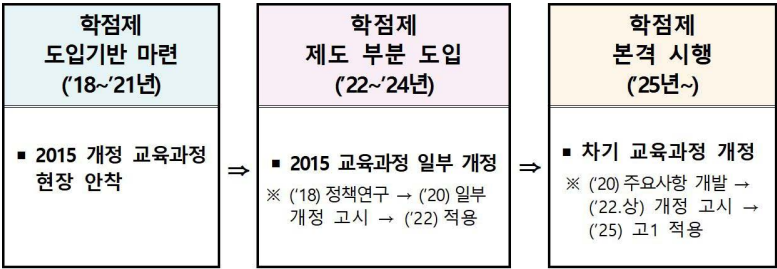 학점제
도입기반 마련
(′18~′21년)
▪ 2015 개정 교육과정
현장 안착
⇒
학점제
제도 부분 도입
(′22~′24년)
▪ 2015 교육과정 일부 개정
※ (′18) 정책연구 → (′20) 일부
개정 고시 → (′22) 적용
⇒
학점제
본격 시행
(′25년~)
▪ 차기 교육과정 개정
※ (′20) 주요사항 개발 →
(′22.상) 개정 고시 →
(′25) 고1 적용